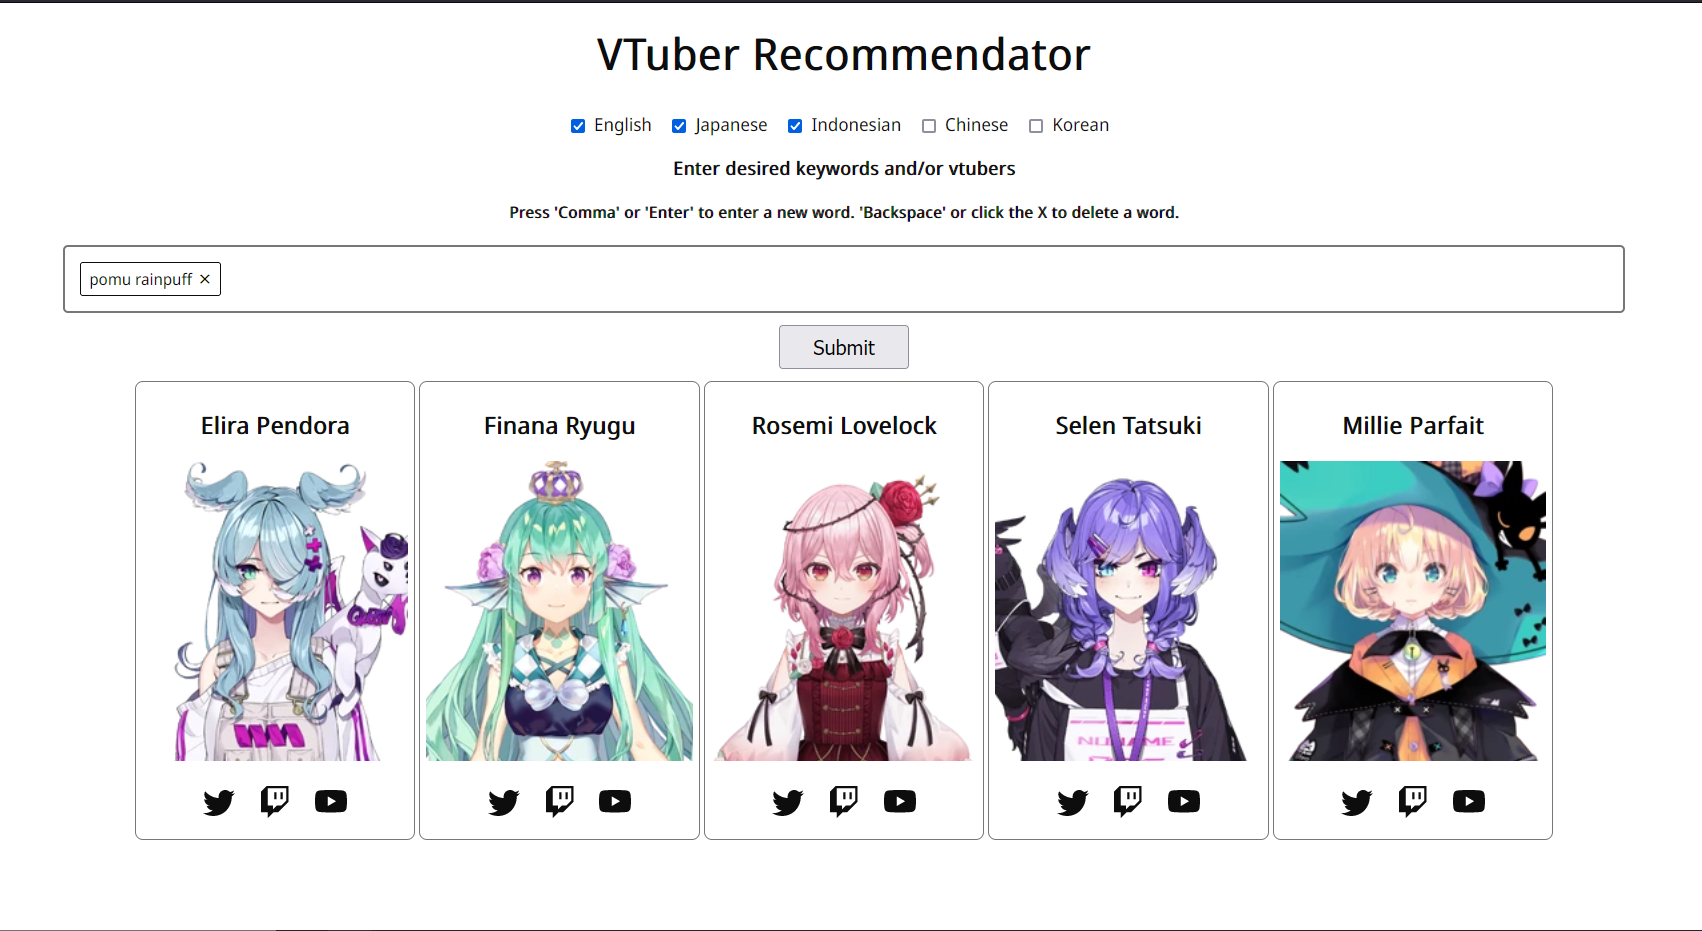 VTuber Recommendator
English Japanese Indonesian Chinese Korean
Enter desired keywords and/or vtubers
Press 'Comma' or 'Enter' to enter a new word. 'Backspace' or click the X to delete a word.
pomu rainpuff ×
Submit
Elira Pendora
Finana Ryugu
Rosemi Lovelock
Selen Tatsuki
Millie Parfait